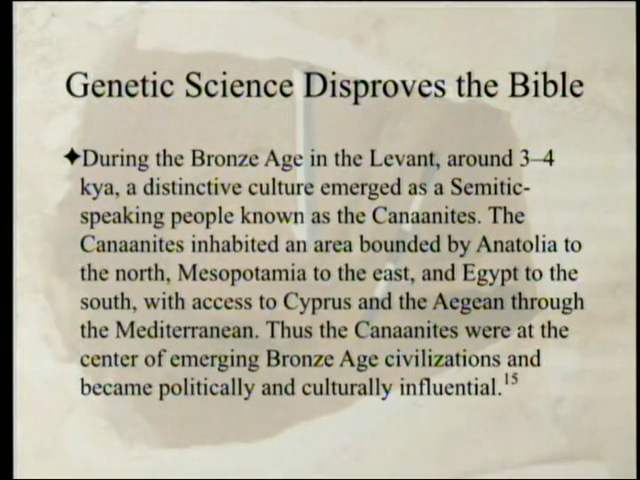 Genetic Science Disproves the Bible
✦During the Bronze Age in the Levant, around 3–4
kya, a distinctive culture emerged as a Semitic-
speaking people known as the Canaanites. The
Canaanites inhabited an area bounded by Anatolia to
the north, Mesopotamia to the east, and Egypt to the
south, with access to Cyprus and the Aegean through
the Mediterranean. Thus the Canaanites were at the
center of emerging Bronze Age civilizations and
became politically and culturally influential.15